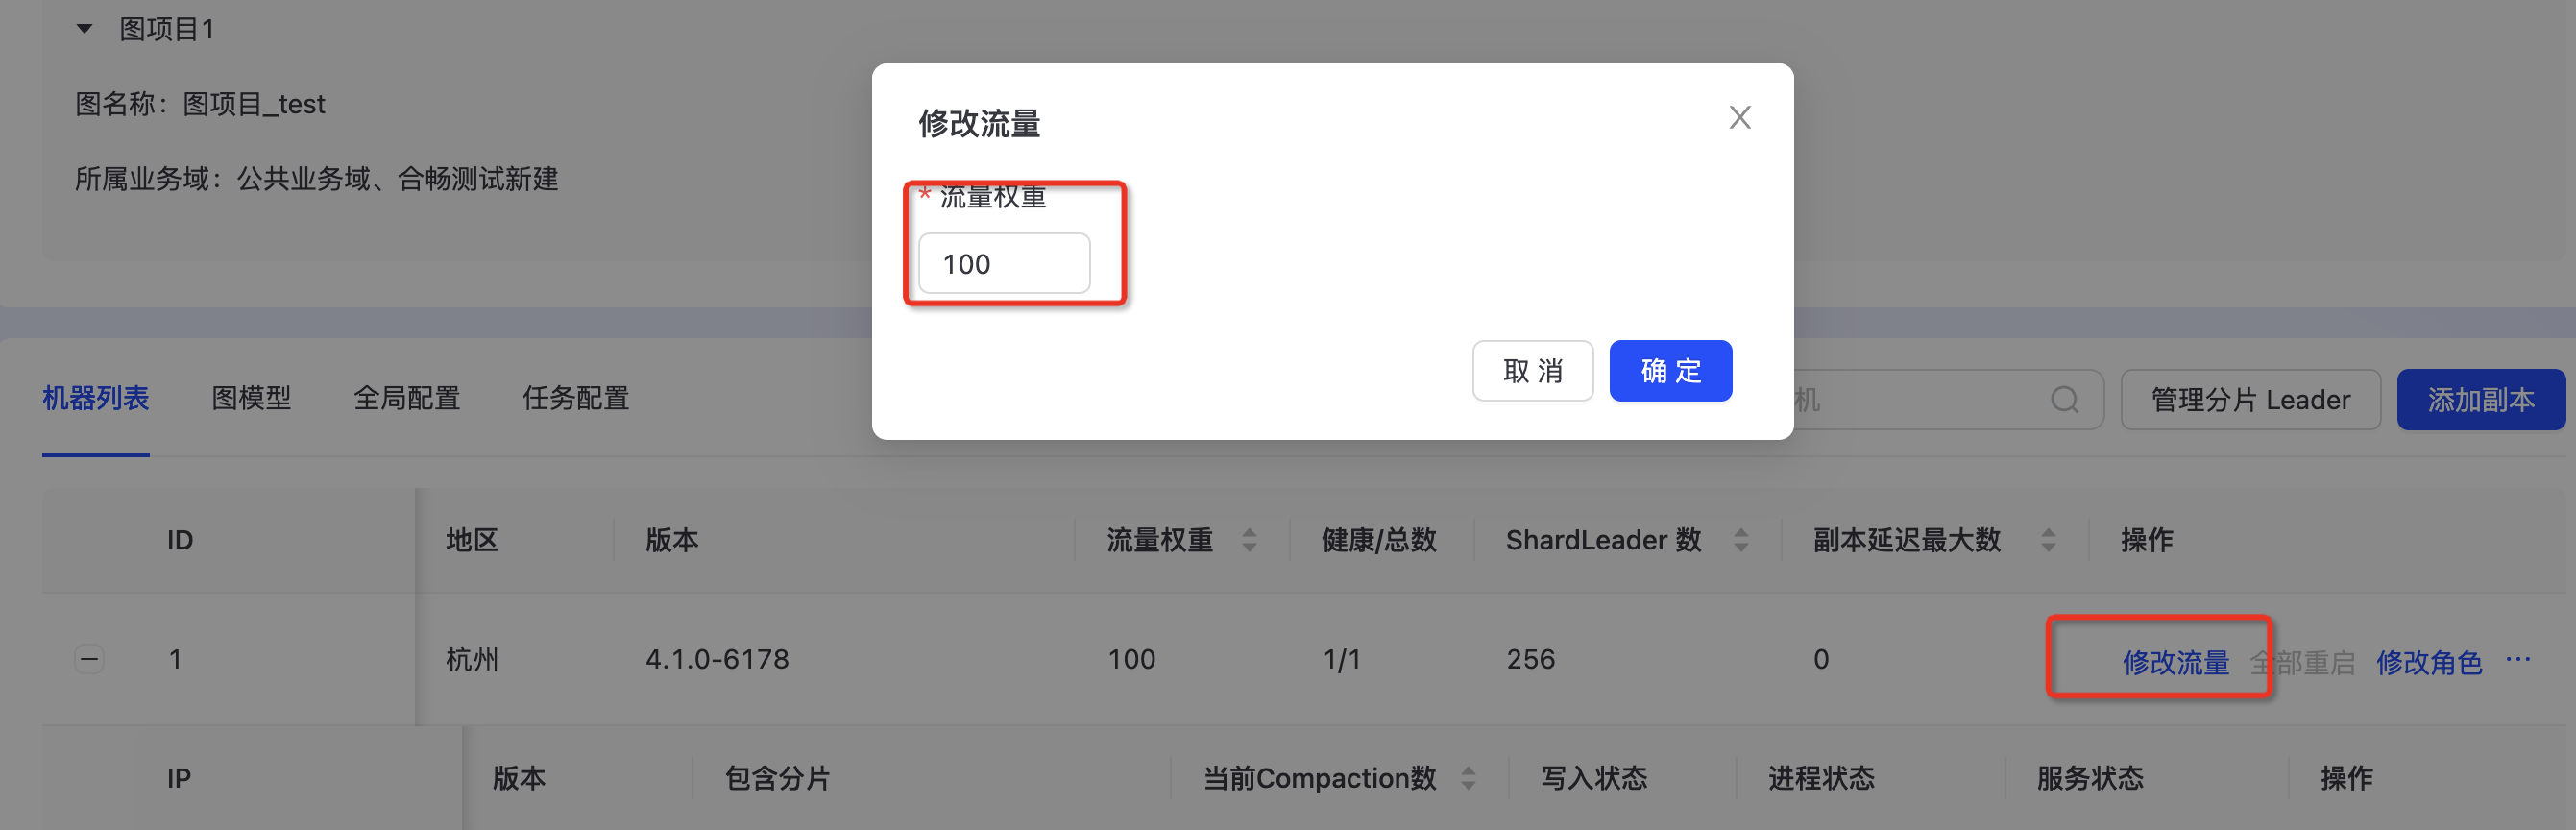 图项目1
图名称：图项目_test
所属业务域：公共业务域、合畅测试新建
修改流量
* 流量权重
100
取 消 确 定
机器列表 图模型 全局配置 任务配置 机 管理分片 Leader 添加副本
ID 地区 版本 流量权重 健康/总数 ShardLeader 数 副本延迟最大数 操作
1 杭州 4.1.0-6178 100 1/1 256 0 修改流量 全部重启 修改角色 ···
IP 版本 包含分片 当前Compaction数 写入状态 进程状态 服务状态 操作